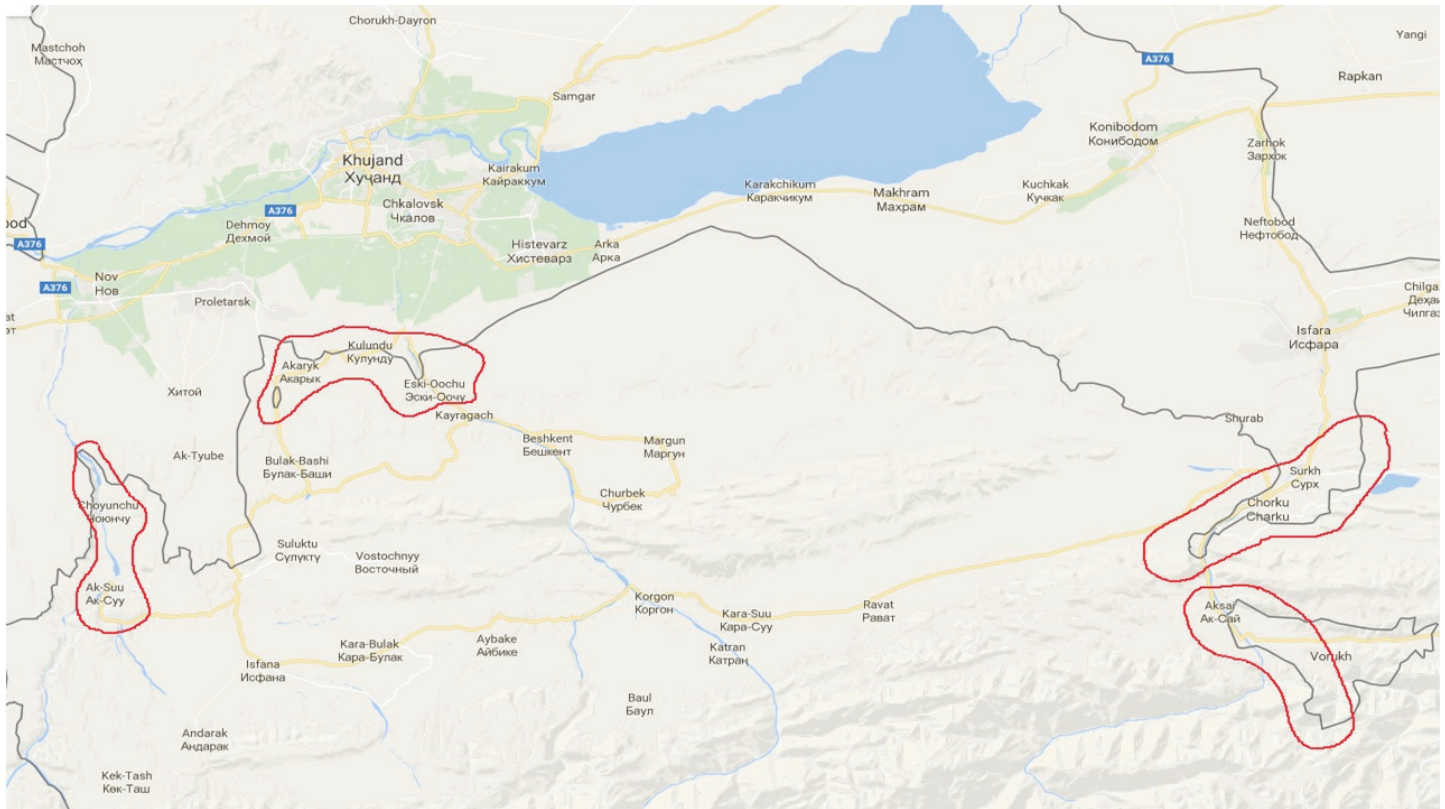 Chorukh-Dayron
Mastchoh
Мастчоҳ
Yangi
A376
Rapkan
Samgar
Konibodom
Конибодом
Zarhok
Зархок
Khujand
Хуҷанд
Kairakum
Кайраккум
Karakchikum
Каракчикум
Makhram
Махрам
Kuchkak
Кучкак
Chkalovsk
Чкалов
A376
Dehmoy
Дехмой
ood
A376
Histevarz
Хистеварз
Arka
Арка
Neftobod
Нефтобод
Nov
Нов
A376
Proletarsk
Chilga
Чилгаз
Isfara
Исфара
Kulundu
Кулунду
Akaryk
Акарык
Хитой
Eski-Oochu
Эски-Оочу
Kayragach
Shurab
Ak-Tyube
Bulak-Bashi
Булак-Баши
Beshkent
Бешкент
Margun
Маргун
Surkh
Сурх
Churbek
Чурбек
Choyunchu
Chorku
Charku
Suluktu
Сүлүктү
Vostochnyy
Восточный
Ak-Suu
Ак-Суу
Korgon
Коргон
Kara-Suu
Кара-Суу
Ravat
Рават
Aksai
Ак-Сай
Kara-Bulak
Кара-Булак
Aybake
Айбике
Katran
Катран
Vorukh
Isfana
Исфана
Baul
Баул
Andarak
Андарак
Kek-Tash
Көк-Таш